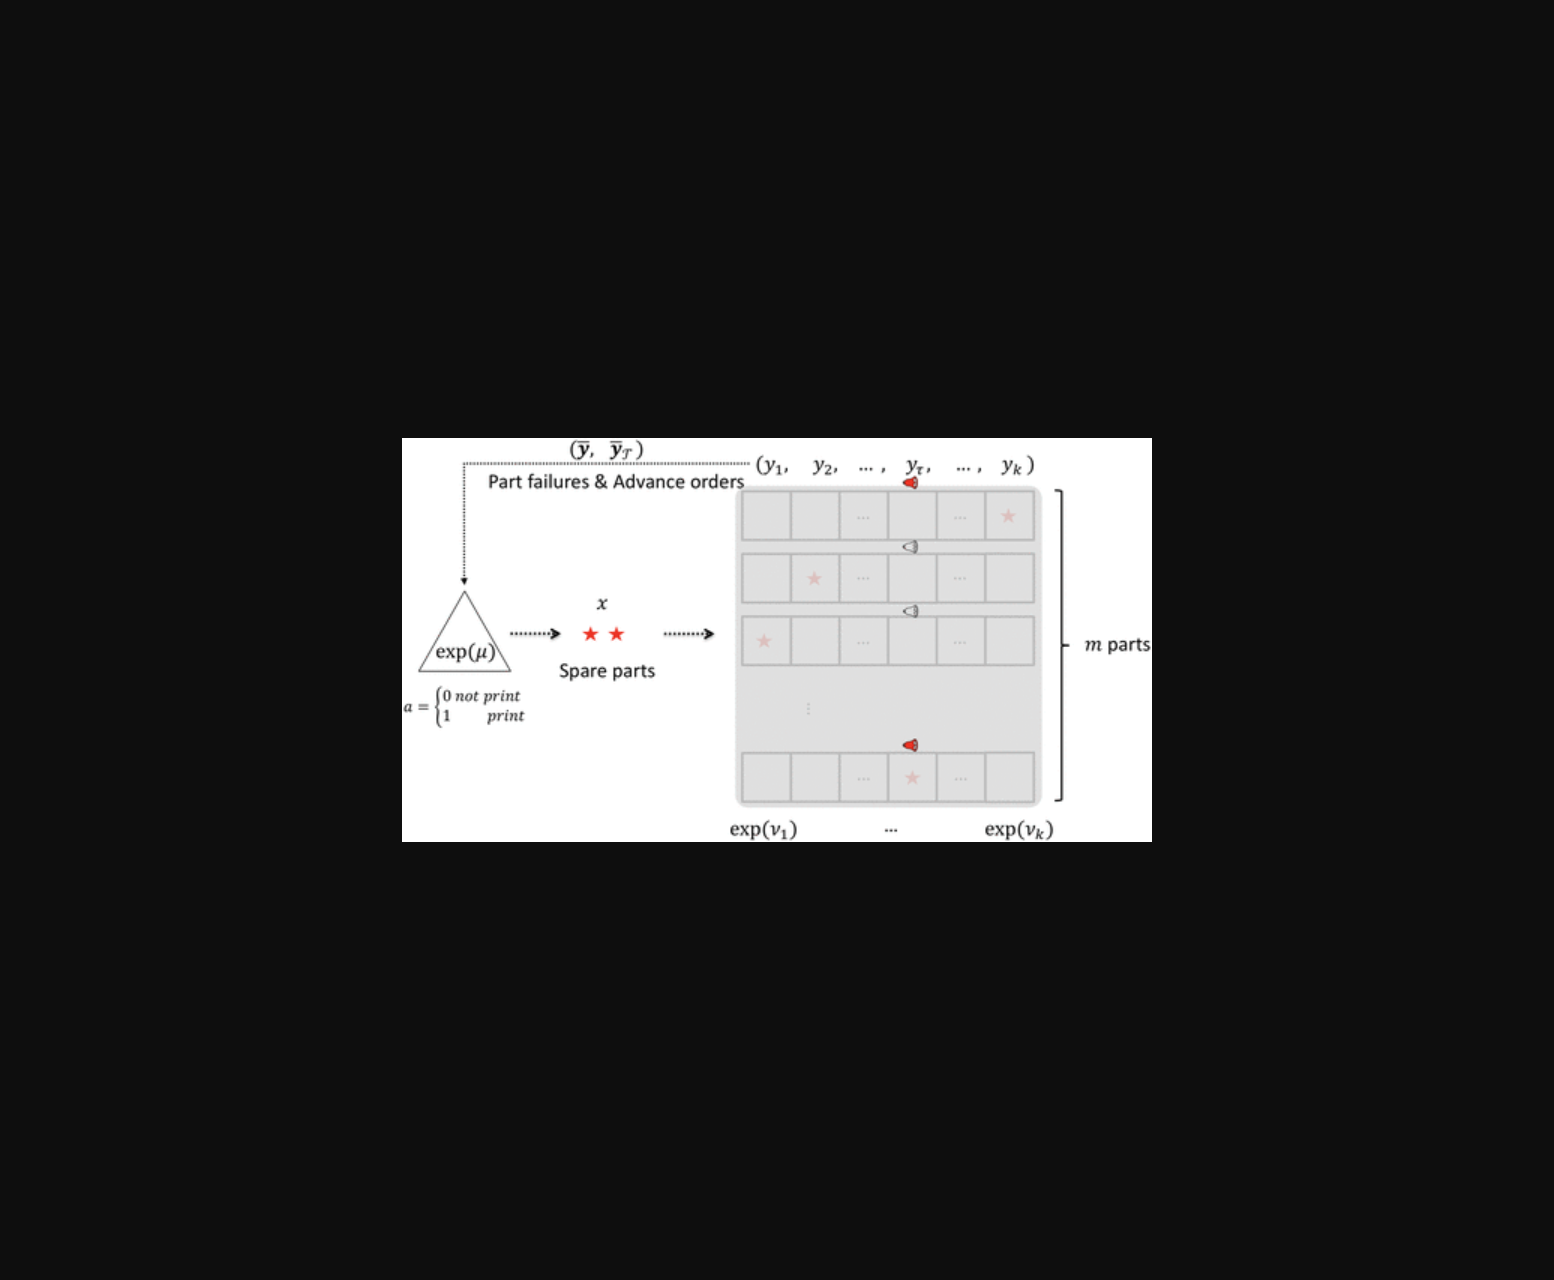 (y̅, y̅𝒯)
(y₁, y₂, ... , y_τ, ... , y_k)
Part failures & Advance orders
... ...
... ...
x
... ...
m parts
exp(μ)
Spare parts
a = {0 not print
1 print
⋮
... ...
exp(ν₁) ... exp(ν_k)